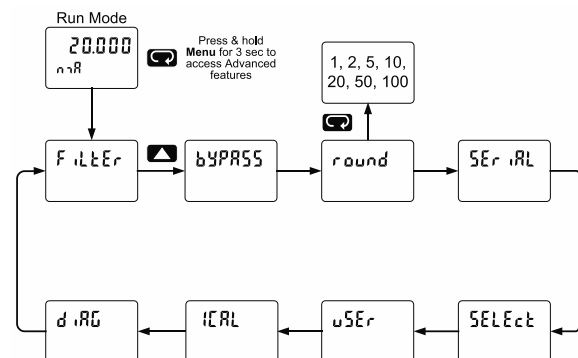 Run Mode
20.000
mA
Press & hold
Menu for 3 sec to
access Advanced
features
1, 2, 5, 10,
20, 50, 100
FiLtEr
bYPASS
round
SEriAL
diAG
ICAL
uSEr
SELEct